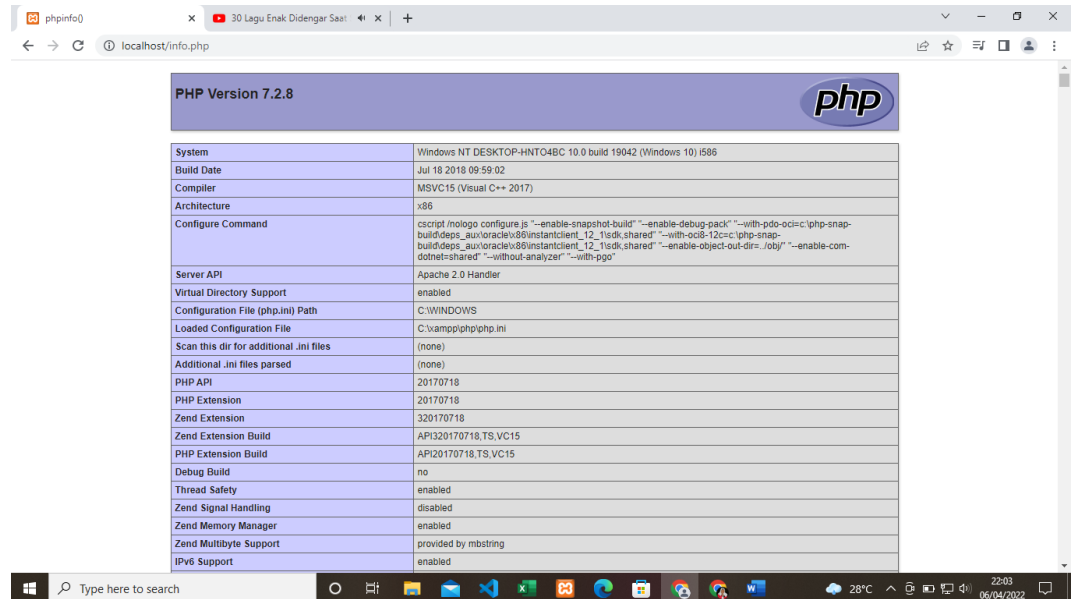 phpinfo()
30 Lagu Enak Didengar Saat
localhost/info.php
PHP Version 7.2.8
php
System Windows NT DESKTOP-HNTO4BC 10.0 build 19042 (Windows 10) i586
Build Date Jul 18 2018 09:59:02
Compiler MSVC15 (Visual C++ 2017)
Architecture x86
Configure Command cscript /nologo configure.js "--enable-snapshot-build" "--enable-debug-pack" "--with-pdo-oci=c:\php-snap-
build\deps_aux\oracle\x86\instantclient_12_1\sdk,shared" "--with-oci8-12c=c:\php-snap-
build\deps_aux\oracle\x86\instantclient_12_1\sdk,shared" "--enable-object-out-dir=../obj/" "--enable-com-
dotnet=shared" "--without-analyzer" "--with-pgo"
Server API Apache 2.0 Handler
Virtual Directory Support enabled
Configuration File (php.ini) Path C:\WINDOWS
Loaded Configuration File C:\xampp\php\php.ini
Scan this dir for additional .ini files (none)
Additional .ini files parsed (none)
PHP API 20170718
PHP Extension 20170718
Zend Extension 320170718
Zend Extension Build API320170718,TS,VC15
PHP Extension Build API20170718,TS,VC15
Debug Build no
Thread Safety enabled
Zend Signal Handling disabled
Zend Memory Manager enabled
Zend Multibyte Support provided by mbstring
IPv6 Support enabled
Type here to search
28°C
22:03
06/04/2022